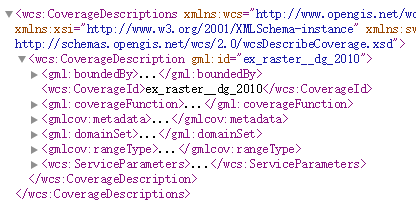 ▼<wcs:CoverageDescriptions xmlns:wcs="http://www.opengis.net/wc
xmlns:xsi="http://www.w3.org/2001/XMLSchema-instance" xmlns:sw
http://schemas.opengis.net/wcs/2.0/wcsDescribeCoverage.xsd">
▼<wcs:CoverageDescription gml:id="ex_raster__dg_2010">
▶<gml:boundedBy>...</gml:boundedBy>
<wcs:CoverageId>ex_raster__dg_2010</wcs:CoverageId>
▶<gml:coverageFunction>...</gml:coverageFunction>
▶<gmlcov:metadata>...</gmlcov:metadata>
▶<gml:domainSet>...</gml:domainSet>
▶<gmlcov:rangeType>...</gmlcov:rangeType>
▶<wcs:ServiceParameters>...</wcs:ServiceParameters>
</wcs:CoverageDescription>
</wcs:CoverageDescriptions>